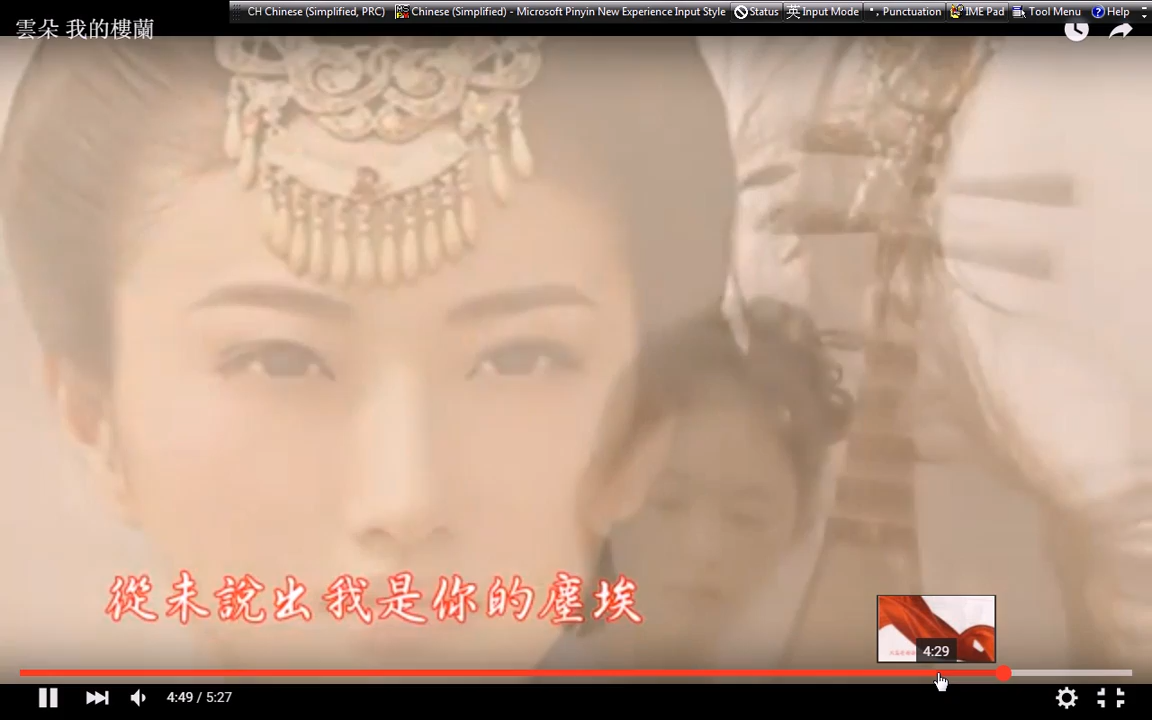 CH Chinese (Simplified, PRC) Chinese (Simplified) - Microsoft Pinyin New Experience Input Style Status 英 Input Mode Punctuation IME Pad Tool Menu Help
雲朵 我的樓蘭
從未說出我是你的塵埃
4:29
4:49 / 5:27